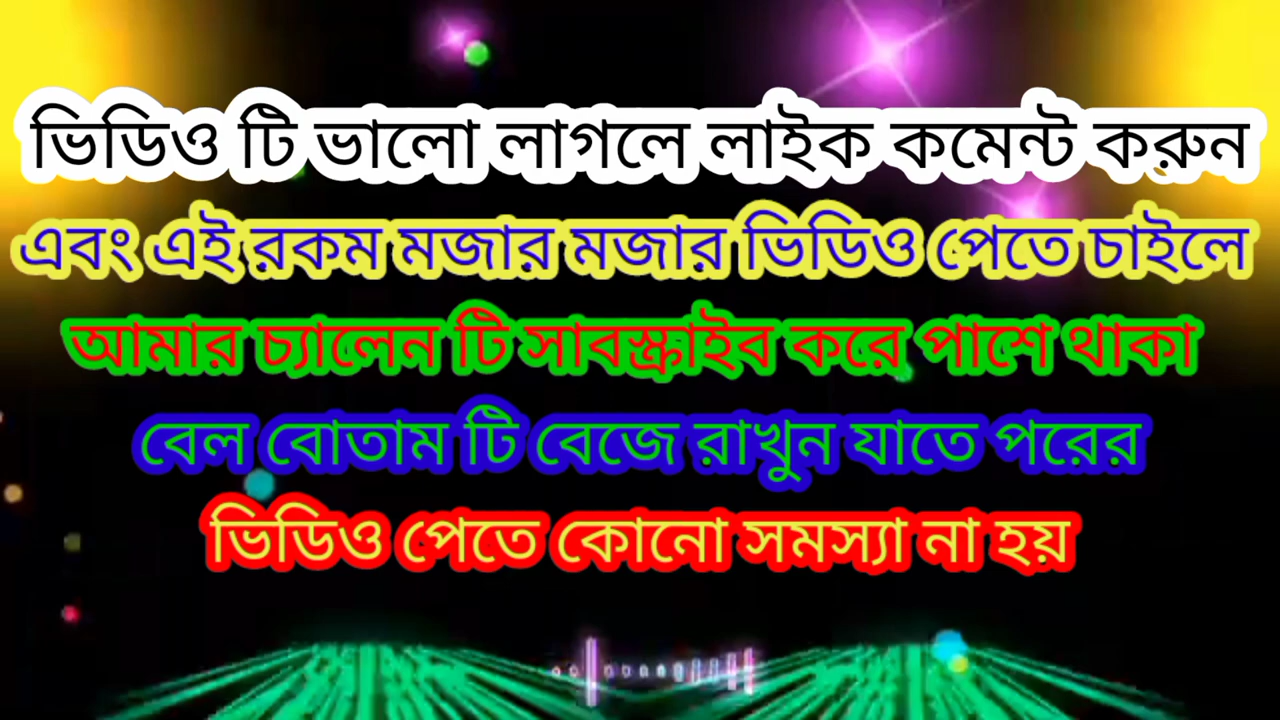 ভিডিও টি ভালো লাগলে লাইক কমেন্ট করুন
এবং এই রকম মজার মজার ভিডিও পেতে চাইলে
আমার চ্যালেন টি সাবস্ক্রাইব করে পাশে থাকা
বেল বোতাম টি বেজে রাখুন যাতে পরের
ভিডিও পেতে কোনো সমস্যা না হয়